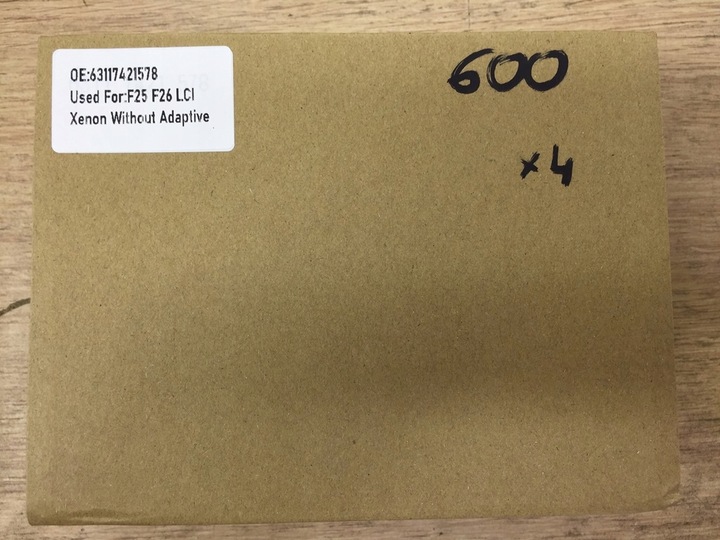 OE:63117421578
Used For:F25 F26 LCI
Xenon Without Adaptive
600
x4